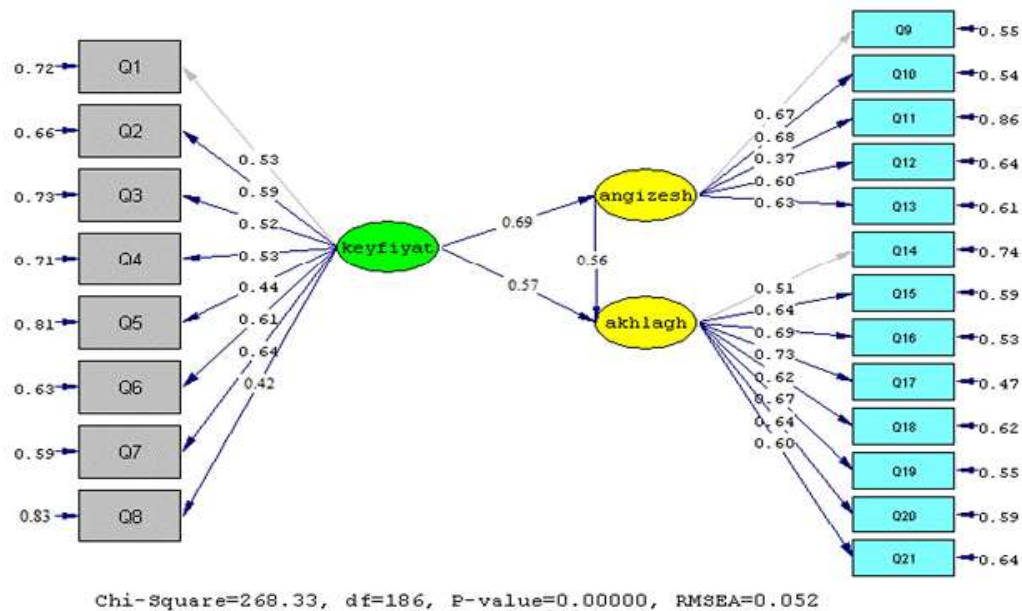 Q1
0.72
Q2
0.66
Q3
0.73
Q4
0.71
Q5
0.81
Q6
0.63
Q7
0.59
Q8
0.83
0.53
0.59
0.52
0.53
0.44
0.61
0.64
0.42
keyfiyat
0.69
0.57
angizesh
0.56
akhlagh
0.67
0.68
0.37
0.60
0.63
0.51
0.64
0.69
0.73
0.62
0.67
0.64
0.60
Q9
0.55
Q10
0.54
Q11
0.86
Q12
0.64
Q13
0.61
Q14
0.74
Q15
0.59
Q16
0.53
Q17
0.47
Q18
0.62
Q19
0.55
Q20
0.59
Q21
0.64
Chi-Square=268.33, df=186, P-value=0.00000, RMSEA=0.052